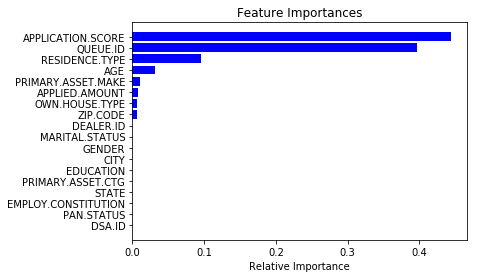 Feature Importances
APPLICATION.SCORE
QUEUE.ID
RESIDENCE.TYPE
AGE
PRIMARY.ASSET.MAKE
APPLIED.AMOUNT
OWN.HOUSE.TYPE
ZIP.CODE
DEALER.ID
MARITAL.STATUS
GENDER
CITY
EDUCATION
PRIMARY.ASSET.CTG
STATE
EMPLOY.CONSTITUTION
PAN.STATUS
DSA.ID
0.0 0.1 0.2 0.3 0.4
Relative Importance